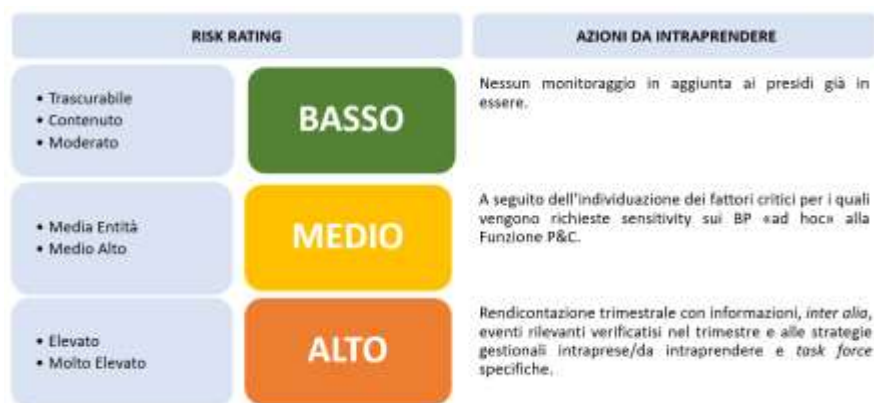 RISK RATING
AZIONI DA INTRAPRENDERE
• Trascurabile
• Contenuto
• Moderato
BASSO
Nessun monitoraggio in aggiunta ai presidi già in
essere.
• Media Entità
• Medio Alto
MEDIO
A seguito dell'individuazione dei fattori critici per i quali
vengono richieste sensitivity sui BP «ad hoc» alla
Funzione P&C.
• Elevato
• Molto Elevato
ALTO
Rendicontazione trimestrale con informazioni, inter alia,
eventi rilevanti verificatisi nel trimestre e alle strategie
gestionali intraprese/da intraprendere e task force
specifiche.